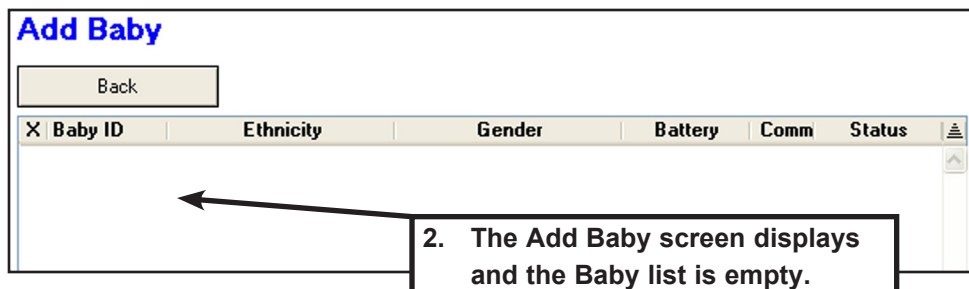 Add Baby
Back
X Baby ID Ethnicity Gender Battery Comm Status
2. The Add Baby screen displays
and the Baby list is empty.